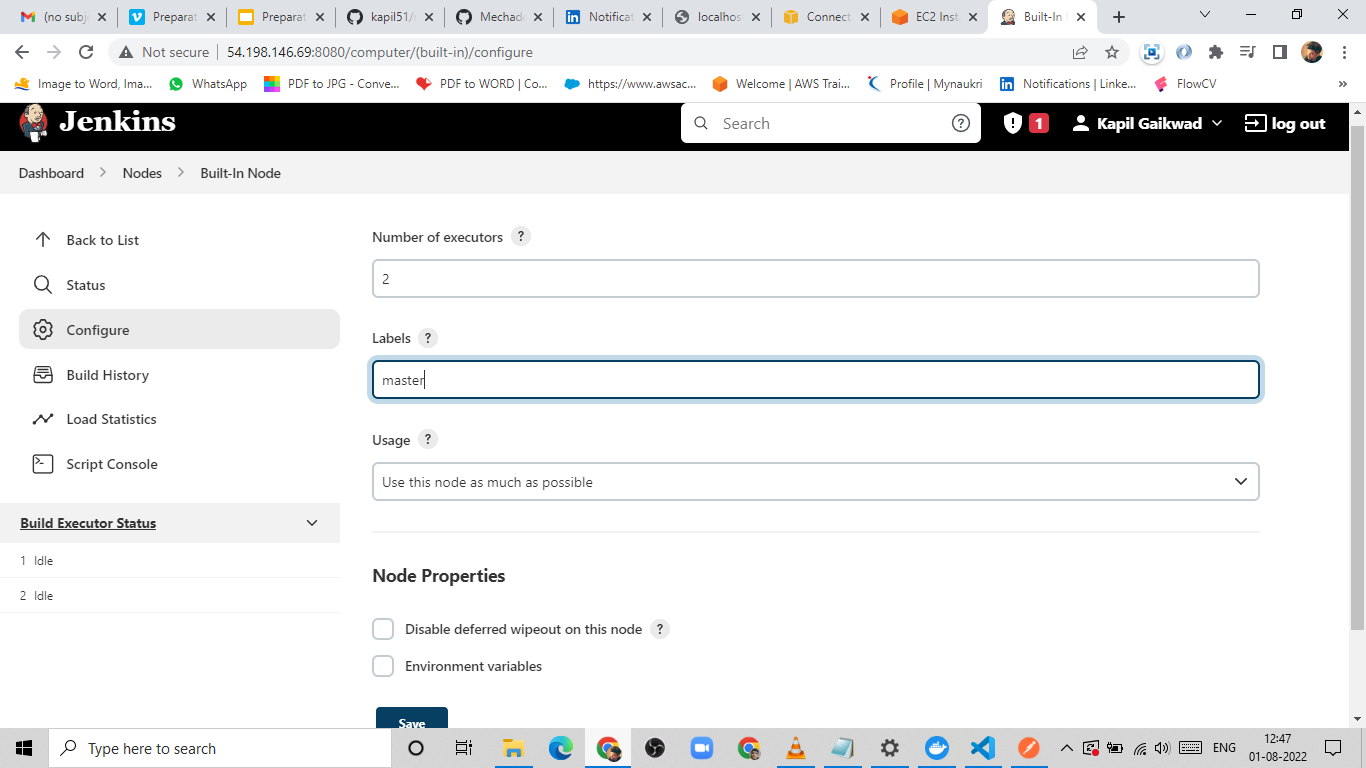 (no subje
Preparat
Preparat
kapil51/
Mechad
Notificat
localhos
Connect
EC2 Inst
Built-In
Not secure
54.198.146.69:8080/computer/(built-in)/configure
Image to Word, Ima...
WhatsApp
PDF to JPG - Conve...
PDF to WORD | Co...
https://www.awsac...
Welcome | AWS Trai...
Profile | Mynaukri
Notifications | Linke...
FlowCV
»
Jenkins
Search
?
1
Kapil Gaikwad
log out
Dashboard
Nodes
Built-In Node
Back to List
Status
Configure
Build History
Load Statistics
Script Console
Build Executor Status
1 Idle
2 Idle
Number of executors ?
2
Labels ?
master
Usage ?
Use this node as much as possible
Node Properties
Disable deferred wipeout on this node ?
Environment variables
Save
Type here to search
ENG
12:47
01-08-2022